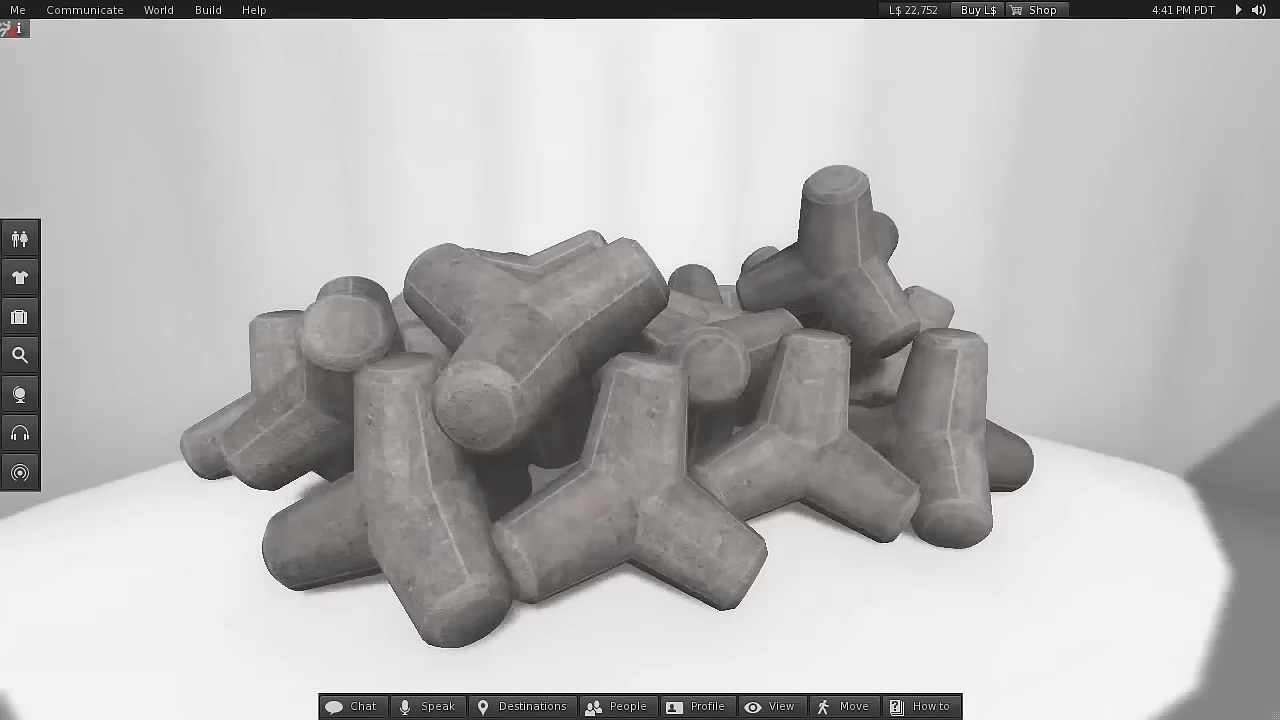 Me Communicate World Build Help L$ 22,752 Buy L$ Shop 4:41 PM PDT
i
Chat Speak Destinations People Profile View Move How to